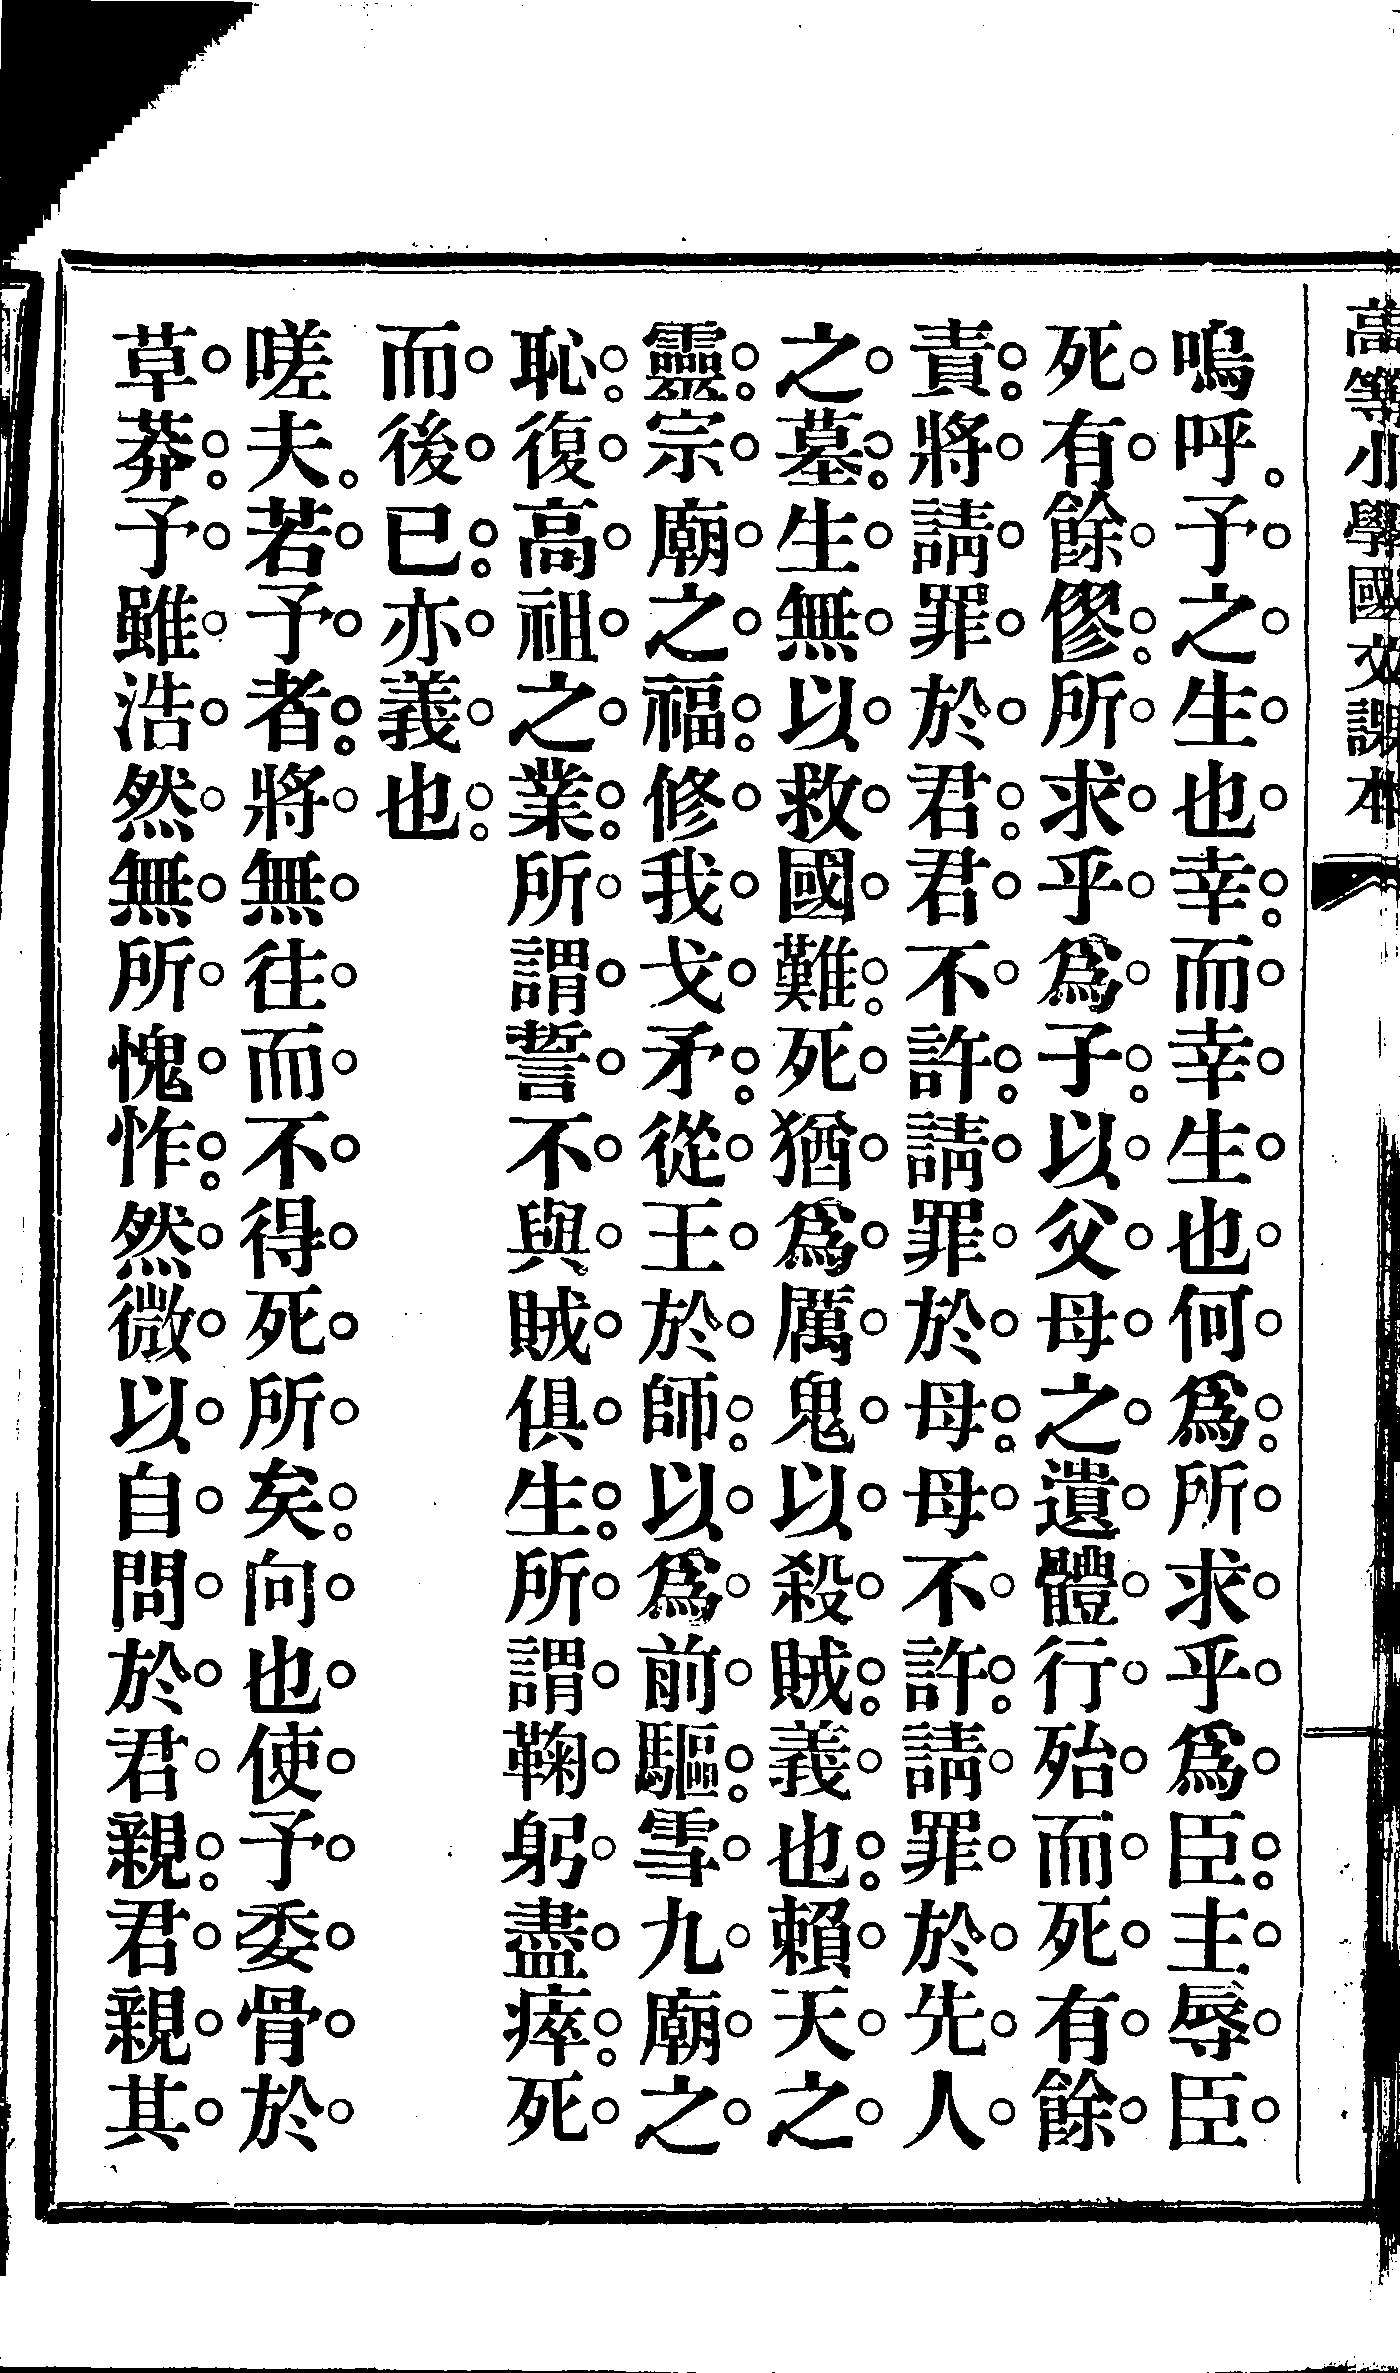 高等小學國文課本
嗚呼。予之生也幸而幸生也何爲所求乎爲臣主辱臣
死有餘僇所求乎爲子以父母之遺體行殆而死有餘
責將請罪於君君不許請罪於母母不許請罪於先人
之墓生無以救國難死猶爲厲鬼以殺賊義也賴天之
靈宗廟之福修我戈矛從王於師以爲前驅雪九廟之
恥復高祖之業所謂誓不與賊俱生所謂鞠躬盡瘁死
而後已亦義也
嗟夫。若予者將無往而不得死所矣向也使予委骨於
草莽予雖浩然無所愧怍然微以自問於君親君親其